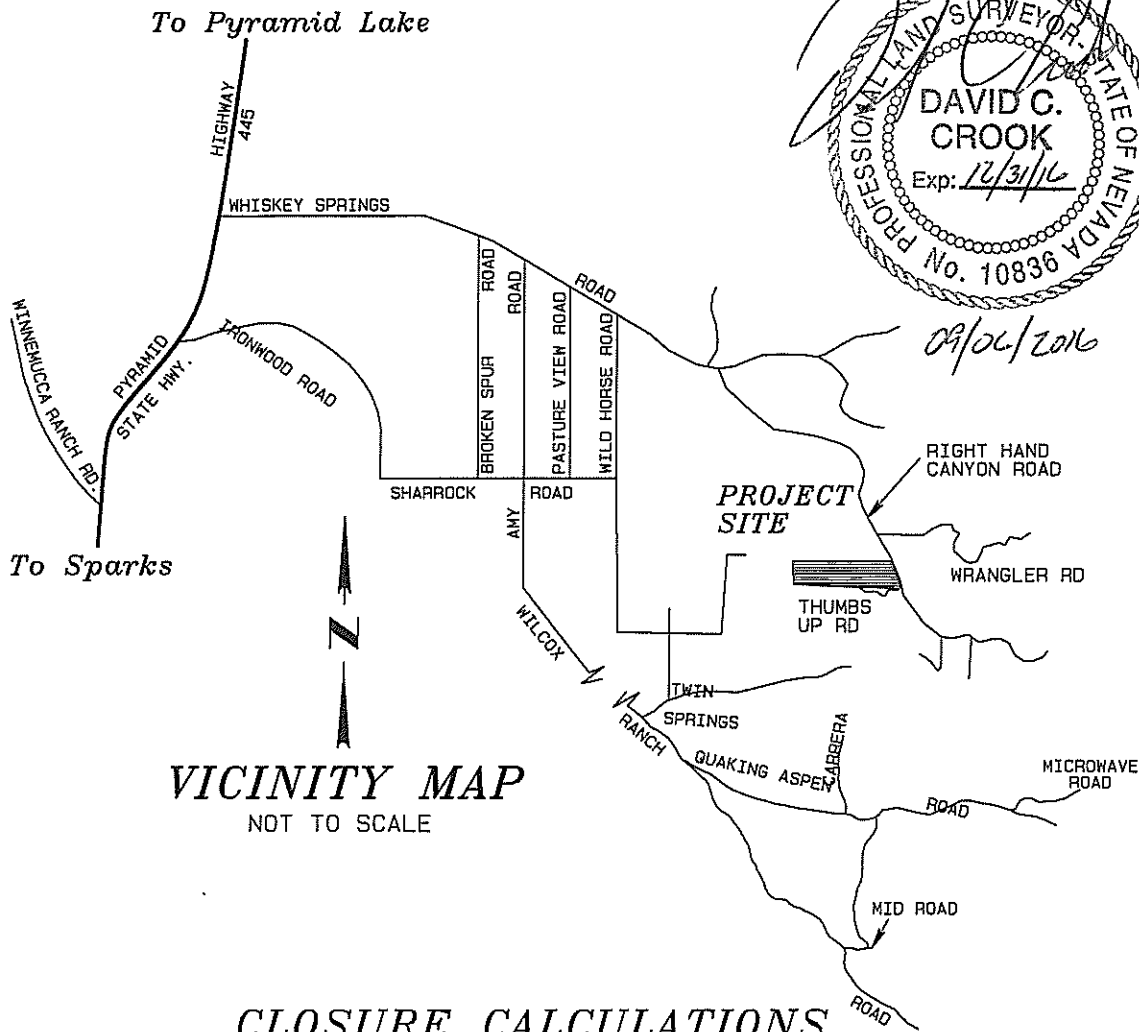 To Pyramid Lake
PROFESSIONAL LAND SURVEYOR-STATE OF NEVADA
DAVID C.
CROOK
Exp: 12/31/16
No. 10836
09/06/2016
HIGHWAY
445
WHISKEY SPRINGS
ROAD
WINNEMUCCA RANCH RD.
PYRAMID
STATE HWY.
IRONWOOD ROAD
BROKEN SPUR
ROAD
ROAD
AMY
PASTURE VIEW ROAD
WILD HORSE ROAD
SHARROCK
ROAD
RIGHT HAND
CANYON ROAD
PROJECT
SITE
WRANGLER RD
THUMBS
UP RD
To Sparks
N
WILCOX
RANCH
TWIN
SPRINGS
QUAKING ASPEN
CABBERA
ROAD
MICROWAVE
ROAD
VICINITY MAP
NOT TO SCALE
MID ROAD
ROAD
CLOSURE CALCULATIONS